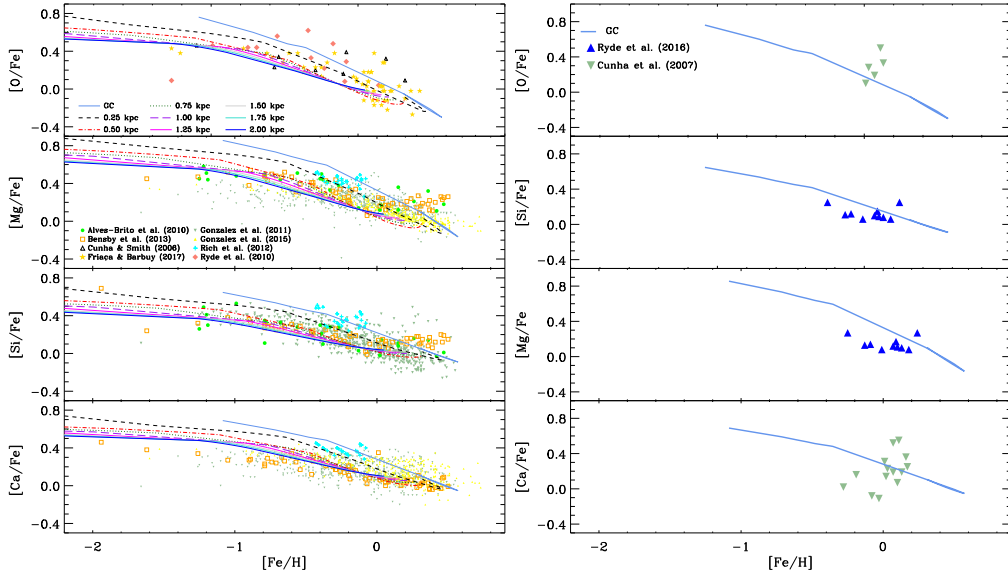 [O/Fe]
0.8
0.4
0.0
−0.4
GC
0.25 kpc
0.50 kpc
0.75 kpc
1.00 kpc
1.25 kpc
1.50 kpc
1.75 kpc
2.00 kpc
[Mg/Fe]
0.8
0.4
0.0
−0.4
Alves−Brito et al. (2010)
Bensby et al. (2013)
Cunha & Smith (2006)
Friaça & Barbuy (2017)
Gonzalez et al. (2011)
Gonzalez et al. (2015)
Rich et al. (2012)
Ryde et al. (2010)
[Si/Fe]
0.8
0.4
0.0
−0.4
[Ca/Fe]
0.8
0.4
0.0
−0.4
−2
−1
0
[Fe/H]
[O/Fe]
0.8
0.4
0.0
−0.4
GC
Ryde et al. (2016)
Cunha et al. (2007)
[Si/Fe]
0.8
0.4
0.0
−0.4
[Mg/Fe
0.8
0.4
0.0
−0.4
[Ca/Fe]
0.8
0.4
0.0
−0.4
−2
−1
0
[Fe/H]